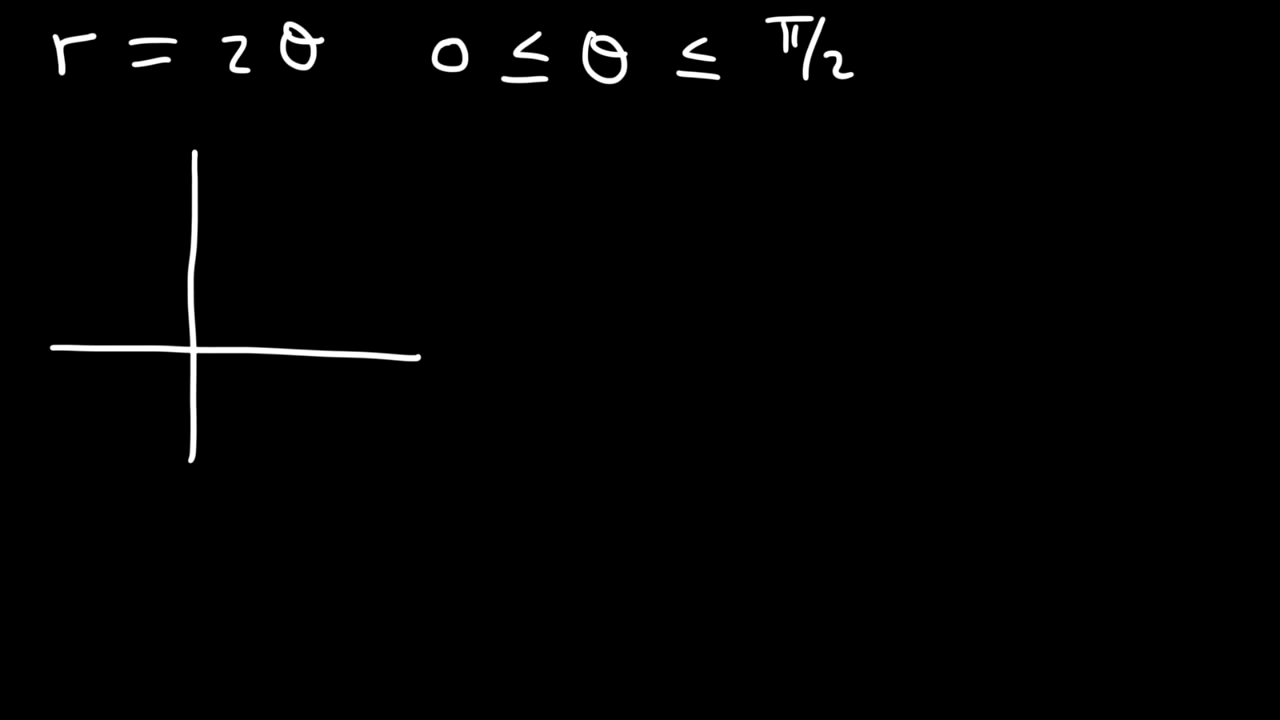 r = 2θ 0 ≤ θ ≤ π/2